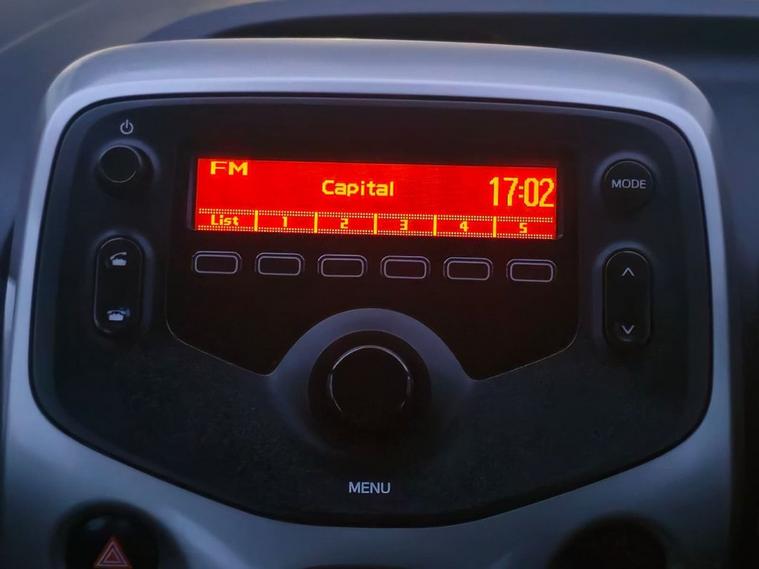 FM
Capital
17:02
List 1 2 3 4 5
MODE
MENU